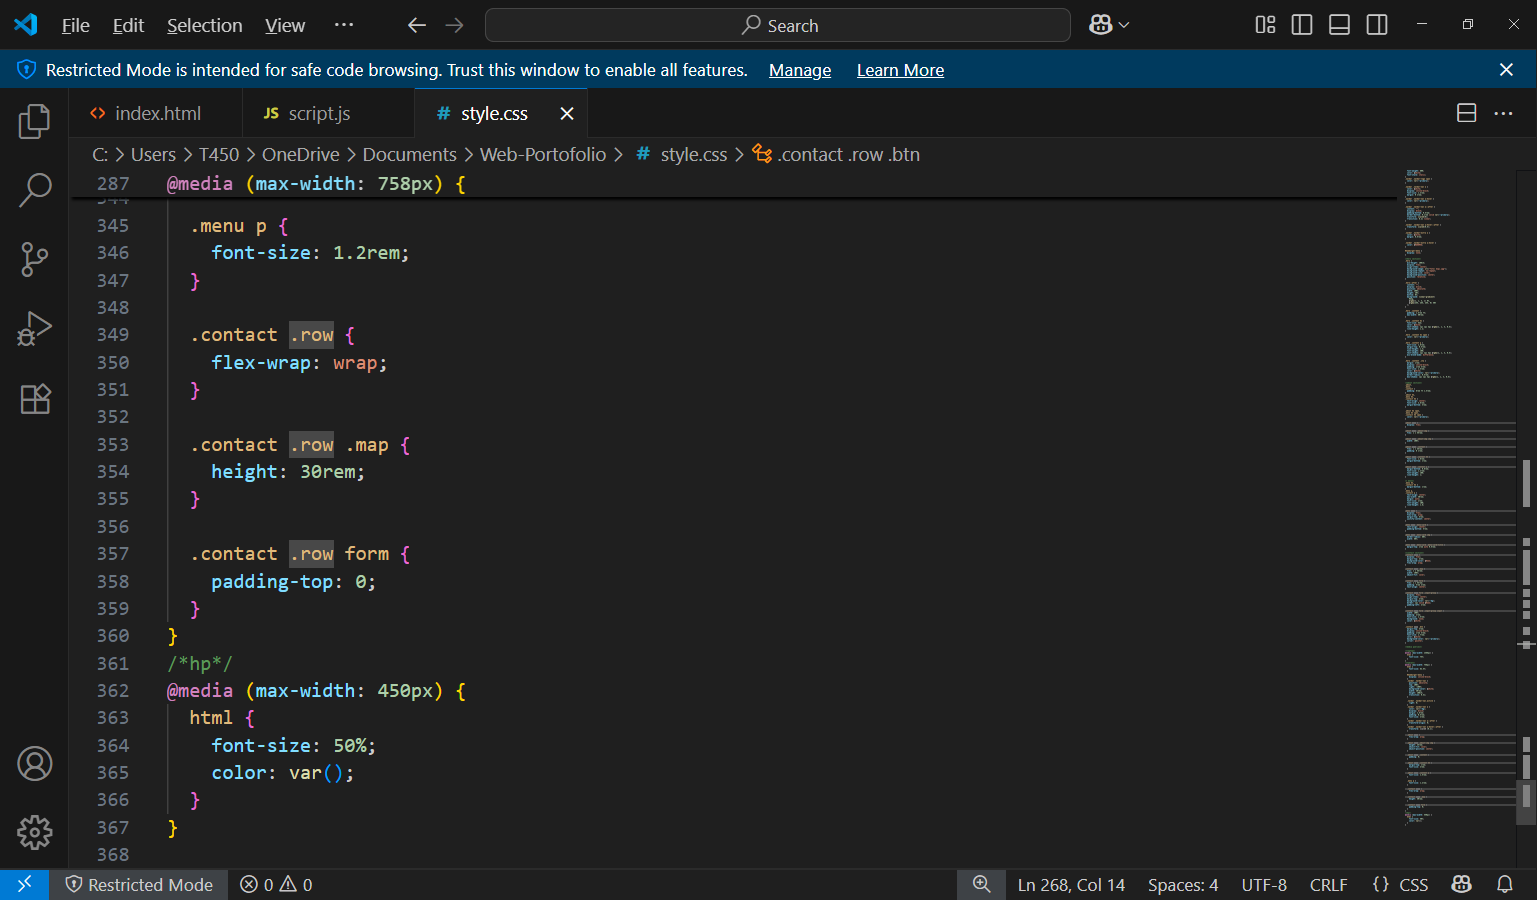 File Edit Selection View ··· Search
Restricted Mode is intended for safe code browsing. Trust this window to enable all features. Manage Learn More
<> index.html JS script.js # style.css
C: > Users > T450 > OneDrive > Documents > Web-Portofolio > # style.css > .contact .row .btn
287 @media (max-width: 758px) {
344
345 .menu p {
346 font-size: 1.2rem;
347 }
348
349 .contact .row {
350 flex-wrap: wrap;
351 }
352
353 .contact .row .map {
354 height: 30rem;
355 }
356
357 .contact .row form {
358 padding-top: 0;
359 }
360 }
361 /*hp*/
362 @media (max-width: 450px) {
363 html {
364 font-size: 50%;
365 color: var();
366 }
367 }
368
Restricted Mode 0 0 Ln 268, Col 14 Spaces: 4 UTF-8 CRLF {} CSS